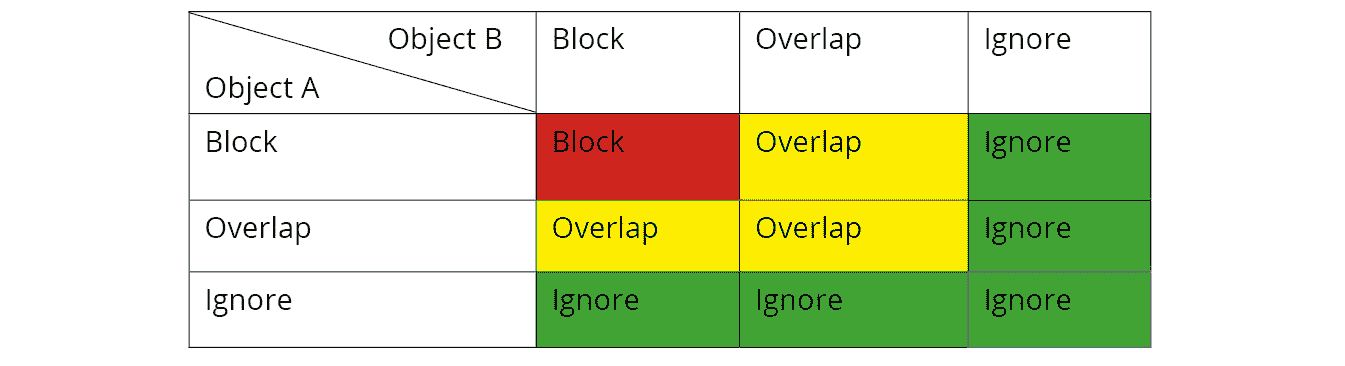 Object B Block Overlap Ignore
Object A
Block Block Overlap Ignore
Overlap Overlap Overlap Ignore
Ignore Ignore Ignore Ignore